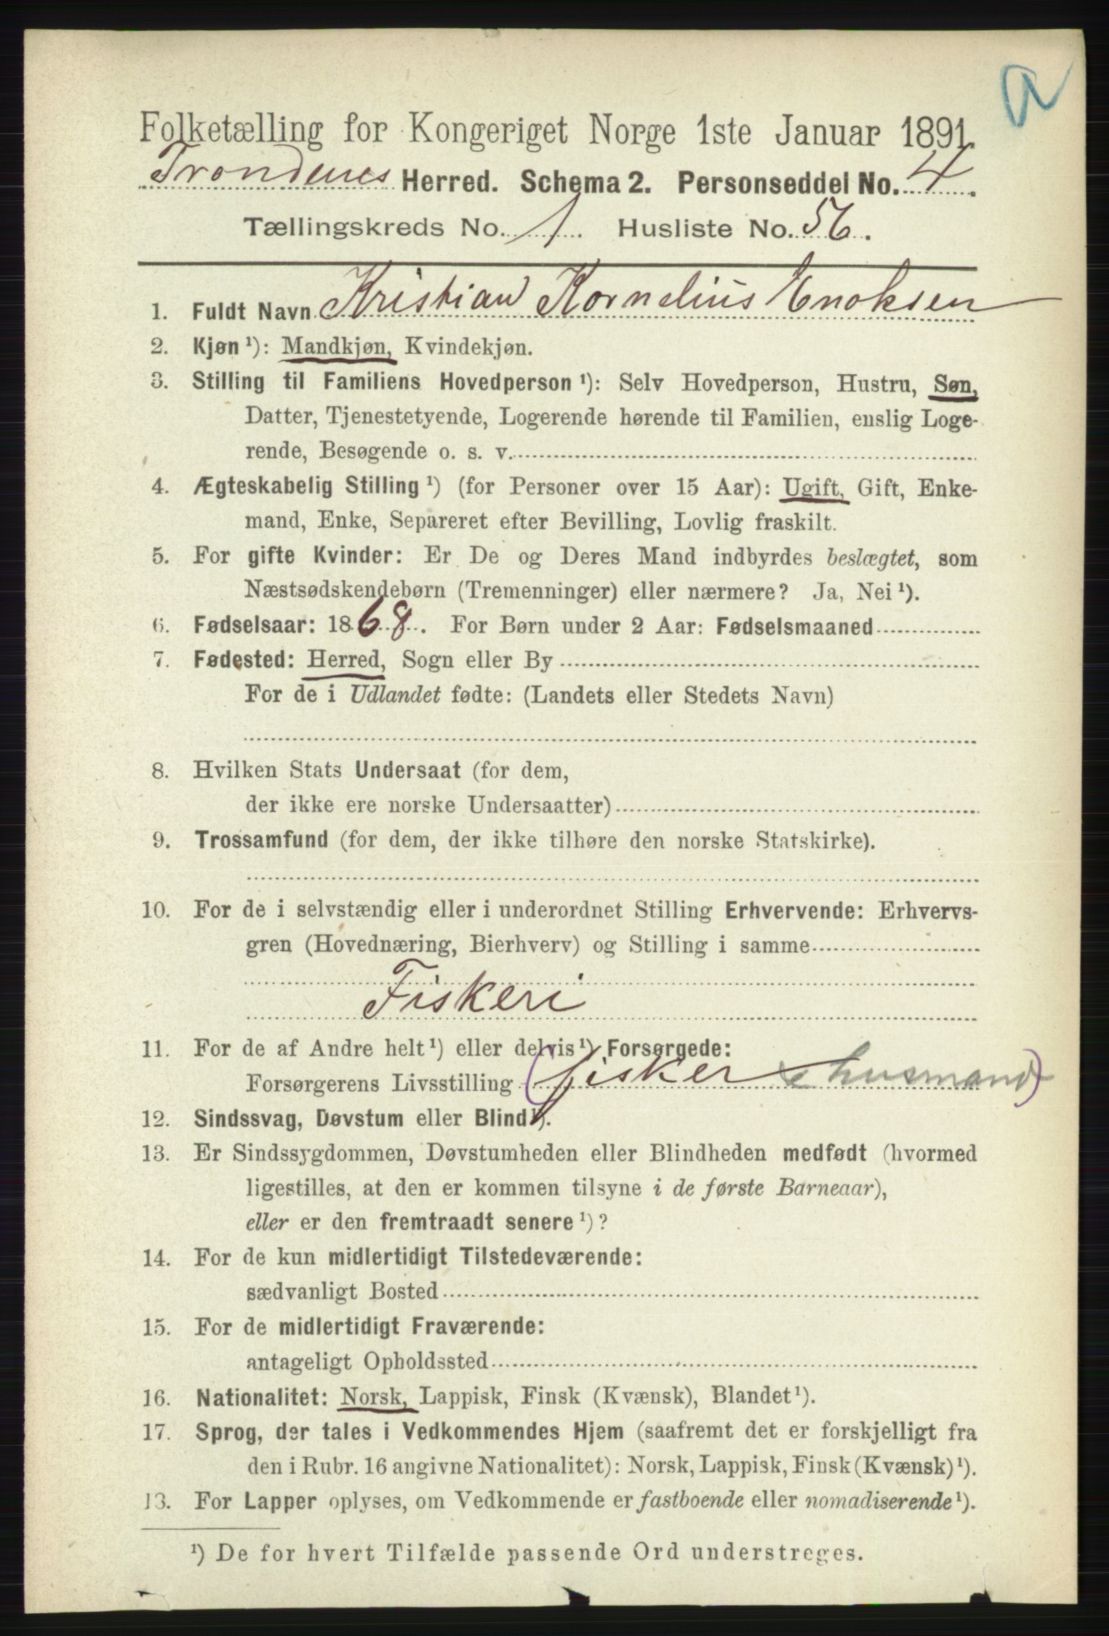 a
Folketælling for Kongeriget Norge 1ste Januar 1891.
Trondenes Herred. Schema 2. Personseddel No. 4.
Tællingskreds No. 1. Husliste No. 56.
1. Fuldt Navn Kristian Kornelius Enoksen
2. Kjøn ¹): Mandkjøn, Kvindekjøn.
3. Stilling til Familiens Hovedperson ¹): Selv Hovedperson, Hustru, Søn,
Datter, Tjenestetyende, Logerende hørende til Familien, enslig Loge-
rende, Besøgende o. s. v.
4. Ægteskabelig Stilling ¹) (for Personer over 15 Aar): Ugift, Gift, Enke-
mand, Enke, Separeret efter Bevilling, Lovlig fraskilt.
5. For gifte Kvinder: Er De og Deres Mand indbyrdes beslægtet, som
Næstsødskendebørn (Tremenninger) eller nærmere? Ja, Nei ¹).
6. Fødselsaar: 1868. For Børn under 2 Aar: Fødselsmaaned
7. Fødested: Herred, Sogn eller By
For de i Udlandet fødte: (Landets eller Stedets Navn)
8. Hvilken Stats Undersaat (for dem,
der ikke ere norske Undersaatter)
9. Trossamfund (for dem, der ikke tilhøre den norske Statskirke).
10. For de i selvstændig eller i underordnet Stilling Erhvervende: Erhvervs-
gren (Hovednæring, Bierhverv) og Stilling i samme
Fiskeri
11. For de af Andre helt ¹) eller delvis ¹) Forsørgede:
Forsørgerens Livsstilling (fisker & husmand)
12. Sindssvag, Døvstum eller Blind ¹).
13. Er Sindssygdommen, Døvstumheden eller Blindheden medfødt (hvormed
ligestilles, at den er kommen tilsyne i de første Barneaar),
eller er den fremtraadt senere ¹)?
14. For de kun midlertidigt Tilstedeværende:
sædvanligt Bosted
15. For de midlertidigt Fraværende:
antageligt Opholdssted
16. Nationalitet: Norsk, Lappisk, Finsk (Kvænsk), Blandet ¹).
17. Sprog, der tales i Vedkommendes Hjem (saafremt det er forskjelligt fra
den i Rubr. 16 angivne Nationalitet): Norsk, Lappisk, Finsk (Kvænsk) ¹).
13. For Lapper oplyses, om Vedkommende er fastboende eller nomadiserende ¹).
¹) De for hvert Tilfælde passende Ord understreges.